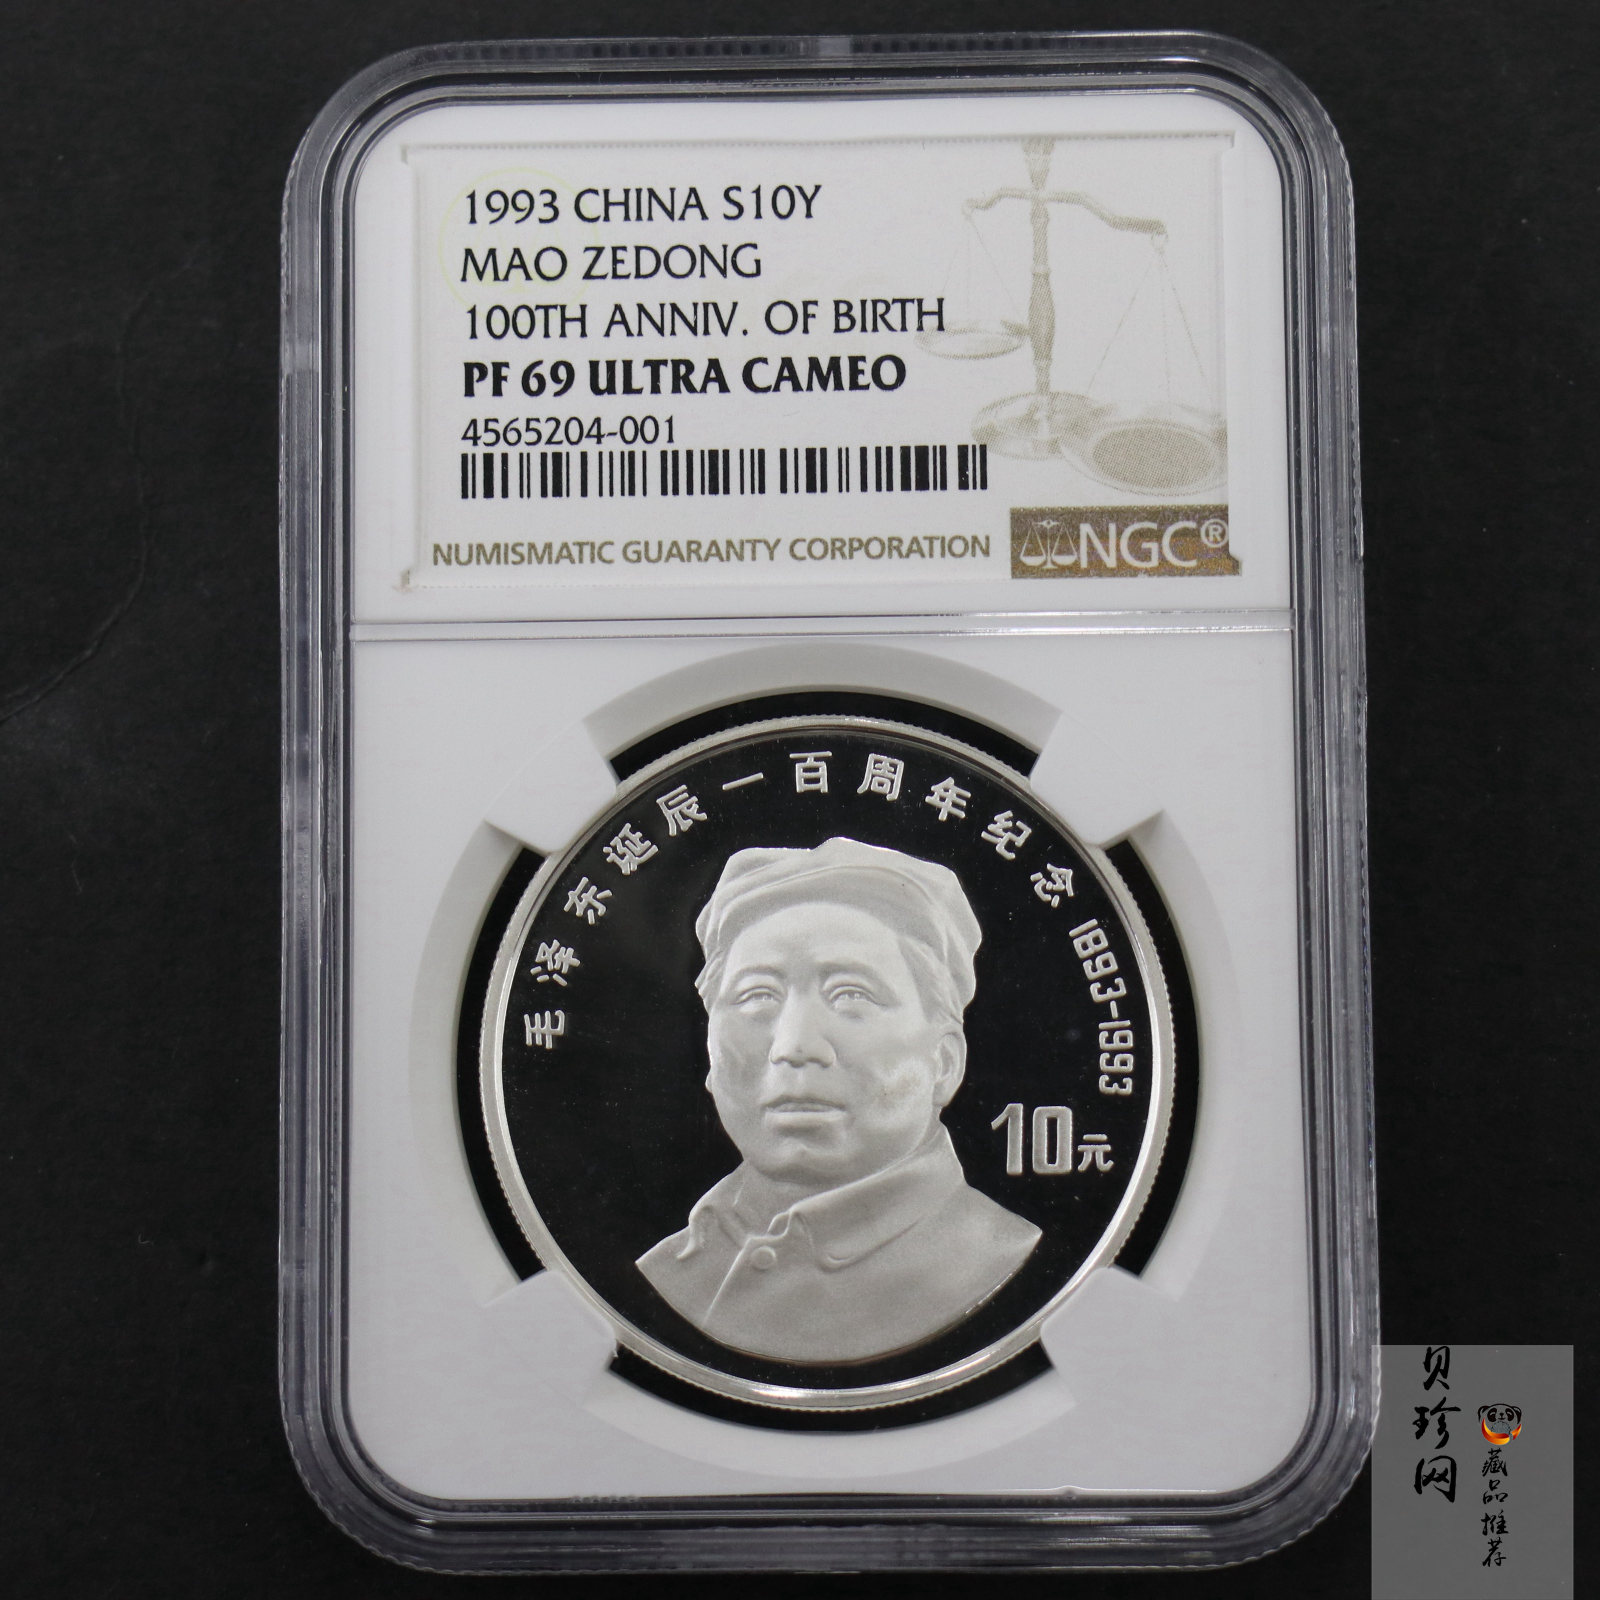 1993 CHINA S10Y
MAO ZEDONG
100TH ANNIV. OF BIRTH
PF 69 ULTRA CAMEO
4565204-001
NUMISMATIC GUARANTY CORPORATION
NGC®
毛泽东诞辰一百周年纪念 1893-1993
10元
贝珍网
藏品推荐